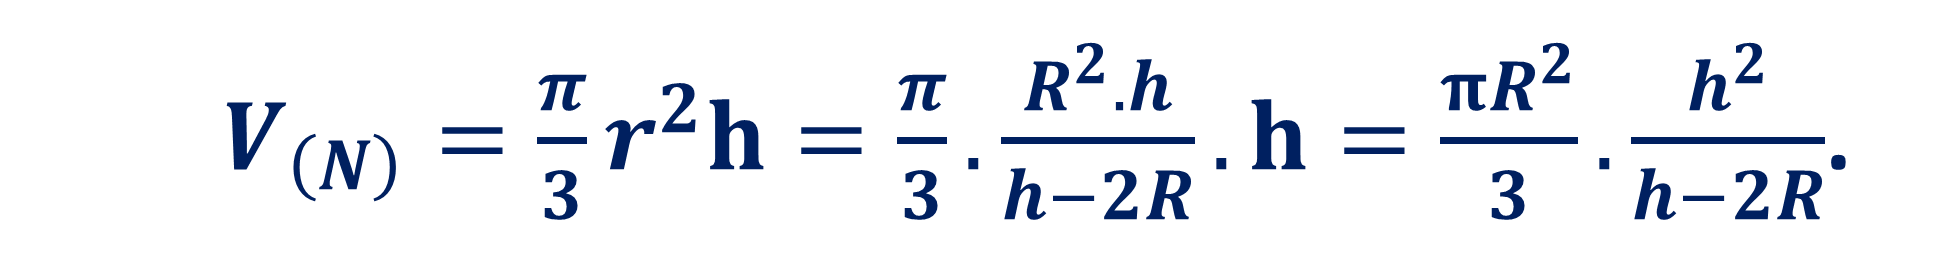 V₍N₎ = π/3 r²h = π/3 . R².h/h−2R . h = πR²/3 . h²/h−2R.